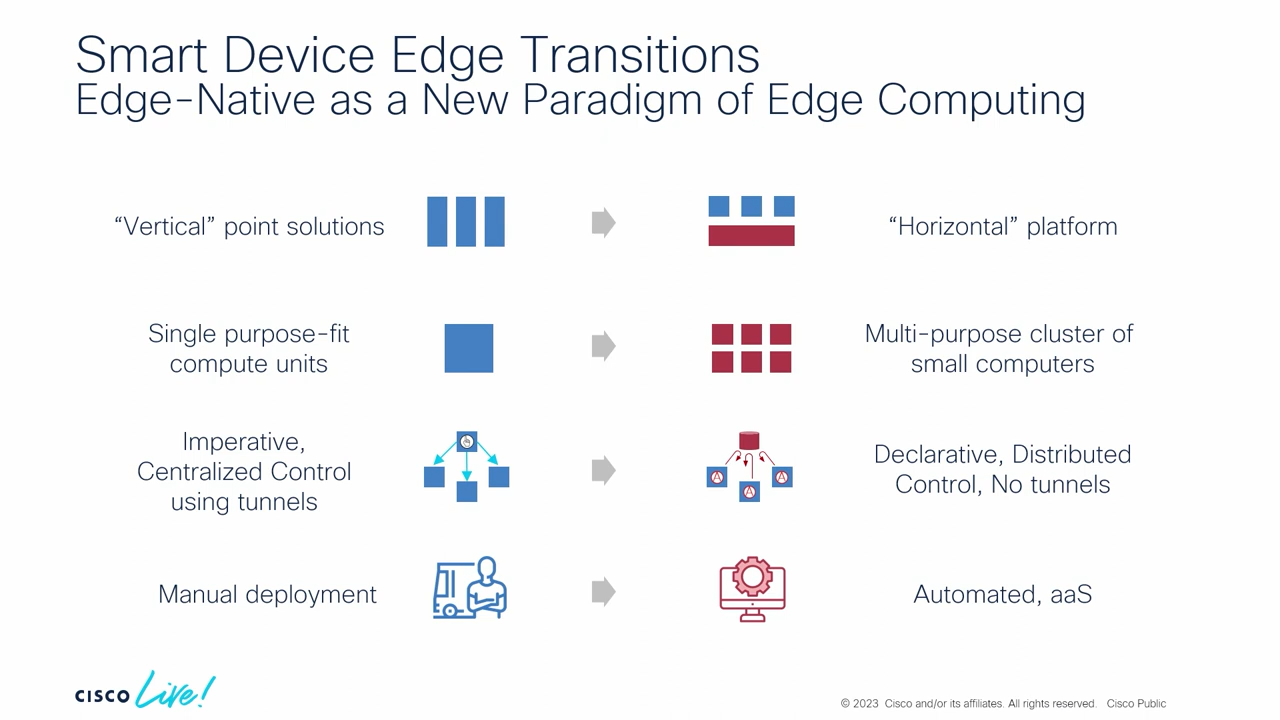 Smart Device Edge Transitions
Edge-Native as a New Paradigm of Edge Computing
“Vertical” point solutions
“Horizontal” platform
Single purpose-fit
compute units
Multi-purpose cluster of
small computers
Imperative,
Centralized Control
using tunnels
Declarative, Distributed
Control, No tunnels
A
A
A
Manual deployment
Automated, aaS
CISCO Live!
© 2023 Cisco and/or its affiliates. All rights reserved. Cisco Public